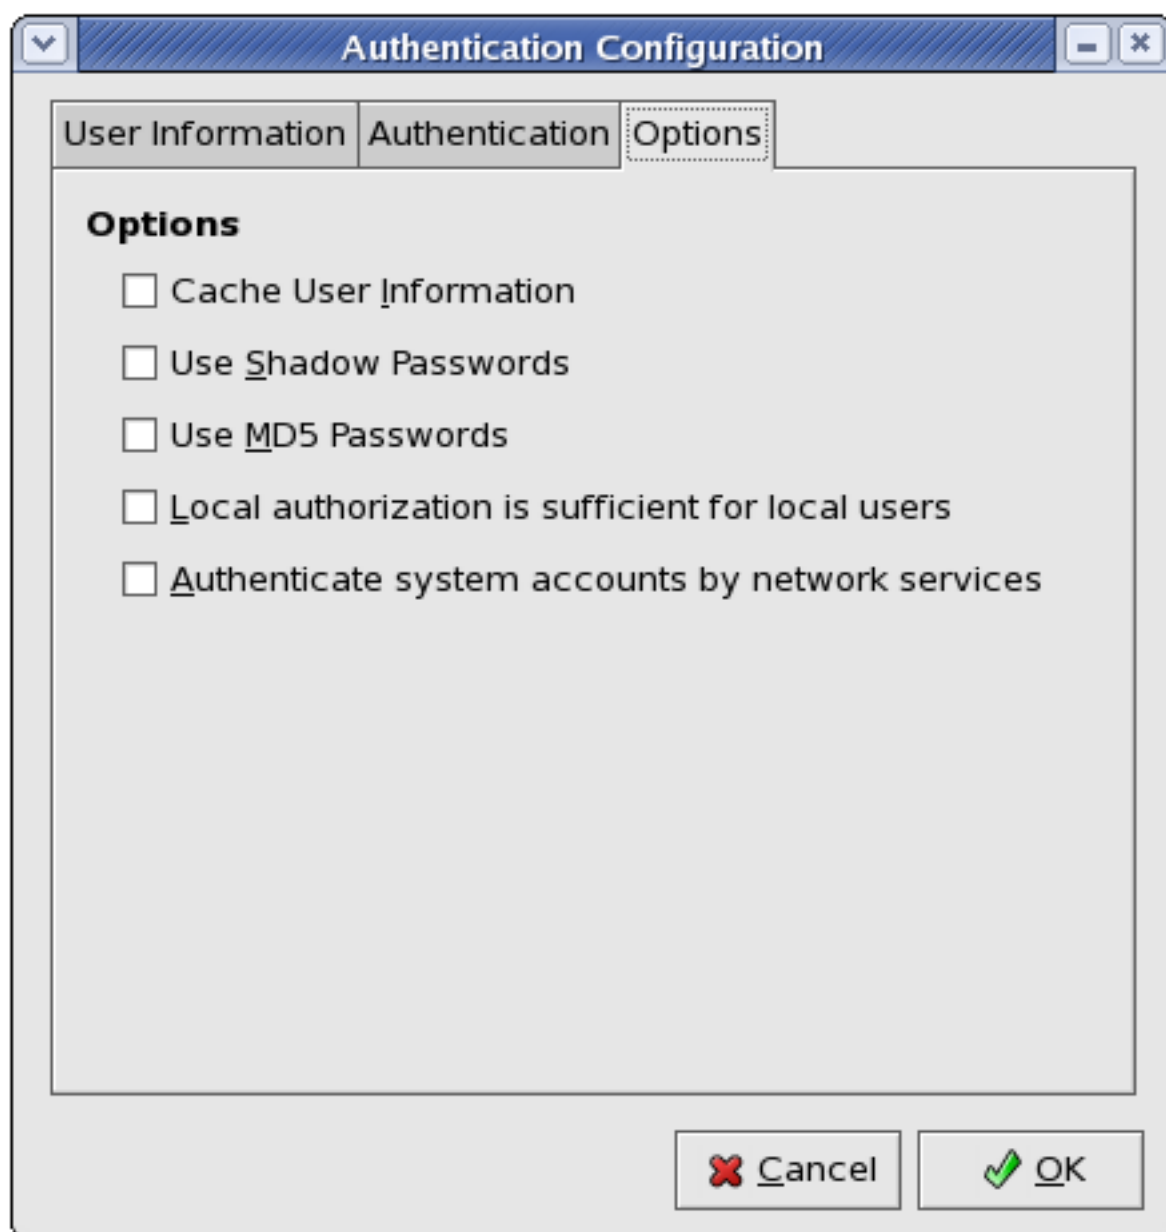 Authentication Configuration
User Information Authentication Options
Options
Cache User Information
Use Shadow Passwords
Use MD5 Passwords
Local authorization is sufficient for local users
Authenticate system accounts by network services
Cancel OK